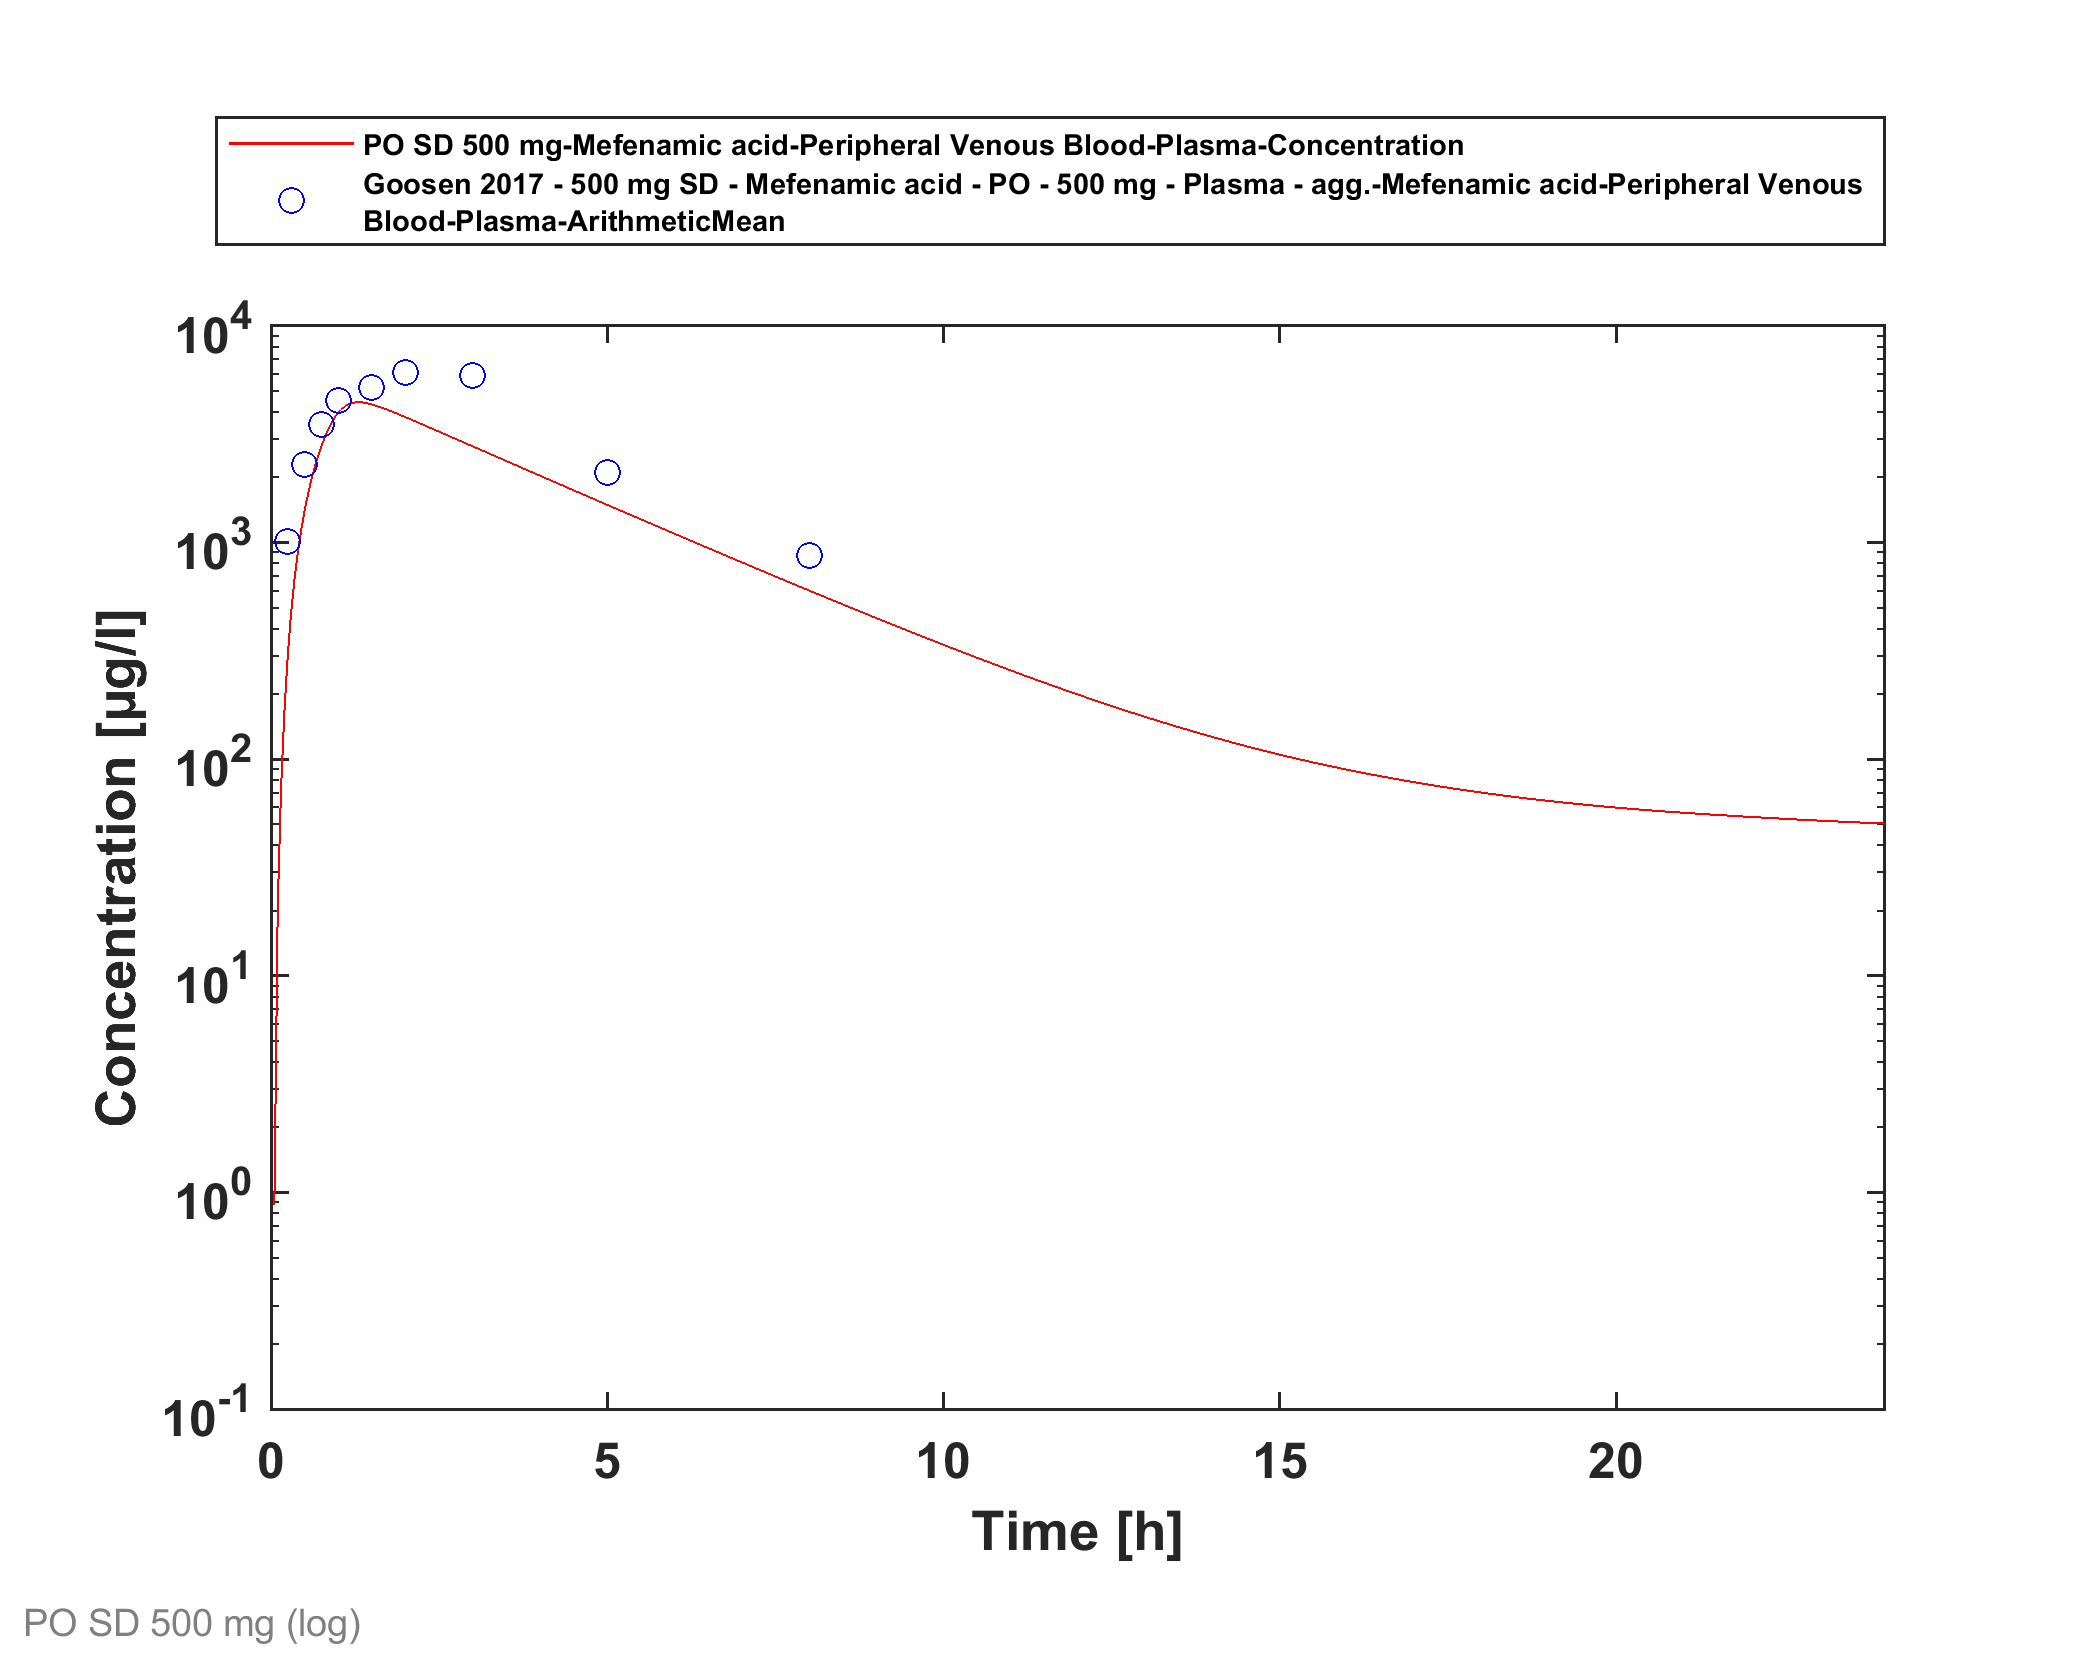 PO SD 500 mg-Mefenamic acid-Peripheral Venous Blood-Plasma-Concentration
Goosen 2017 - 500 mg SD - Mefenamic acid - PO - 500 mg - Plasma - agg.-Mefenamic acid-Peripheral Venous
Blood-Plasma-ArithmeticMean
10^4
10^3
10^2
10^1
10^0
10^-1
Concentration [µg/l]
0 5 10 15 20
Time [h]
PO SD 500 mg (log)